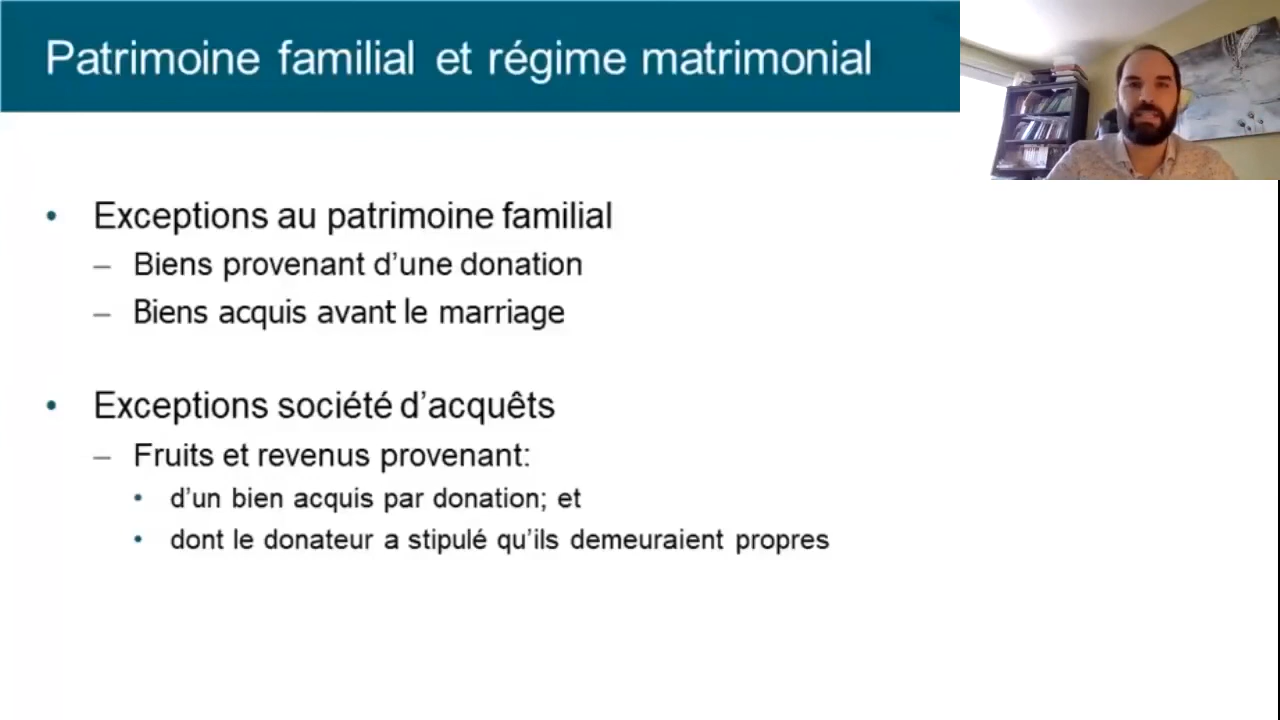 Patrimoine familial et régime matrimonial
• Exceptions au patrimoine familial
– Biens provenant d’une donation
– Biens acquis avant le marriage
• Exceptions société d’acquêts
– Fruits et revenus provenant:
• d’un bien acquis par donation; et
• dont le donateur a stipulé qu’ils demeuraient propres